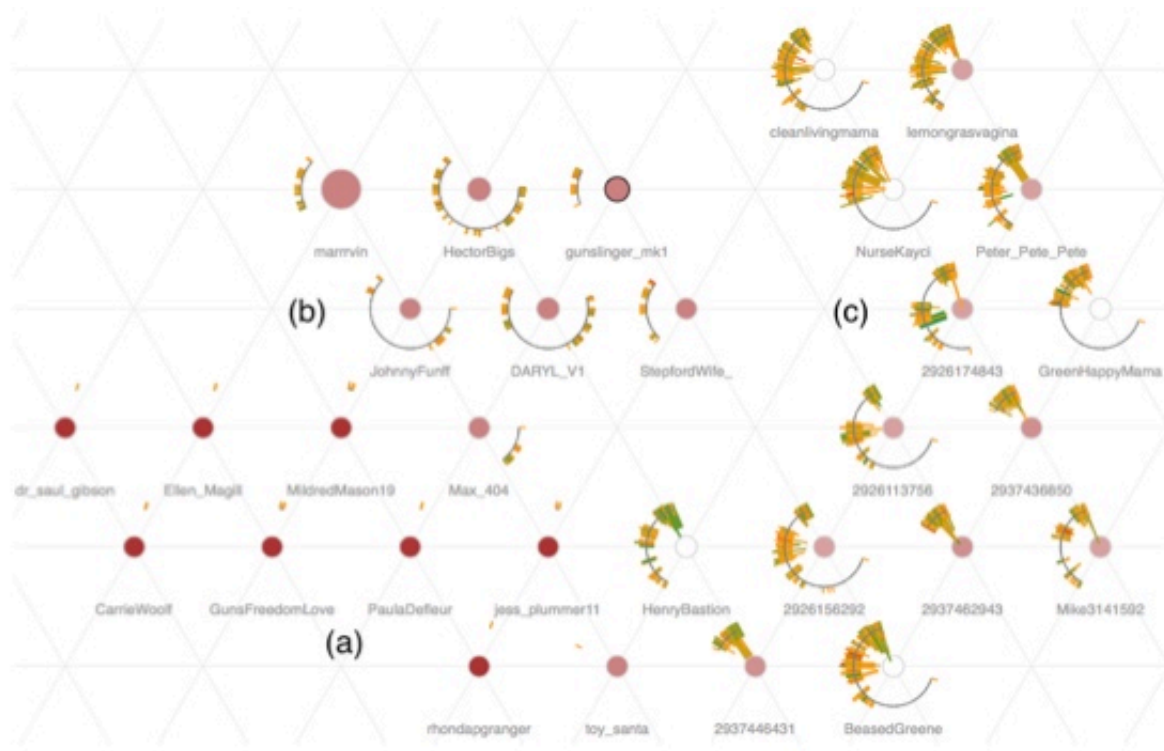 cleanlivingmama lemongrasvagina
marrvin HectorBigs gunslinger_mk1 NurseKayci Peter_Pete_Pete
(b) (c)
JohnnyFunff DARYL_V1 StepfordWife_ 2926174843 GreenHappyMama
dr_saul_gibson Ellen_Magill MildredMason19 Max_404 2926113756 2937436850
CarrieWoolf GunsFreedomLove PaulaDefleur jess_plummer11 HenryBastion 2926156292 2937462943 Mike3141592
(a)
rhondapgranger toy_santa 2937446431 BeasedGreene